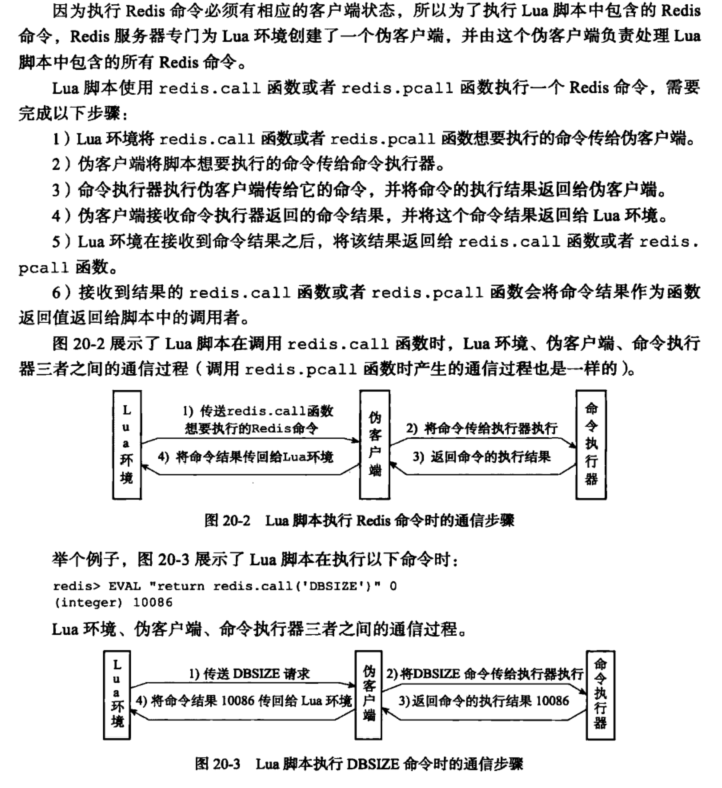 因为执行 Redis 命令必须有相应的客户端状态，所以为了执行 Lua 脚本中包含的 Redis
命令，Redis 服务器专门为 Lua 环境创建了一个伪客户端，并由这个伪客户端负责处理 Lua
脚本中包含的所有 Redis 命令。
Lua 脚本使用 redis.call 函数或者 redis.pcall 函数执行一个 Redis 命令，需要
完成以下步骤：
1）Lua 环境将 redis.call 函数或者 redis.pcall 函数想要执行的命令传给伪客户端。
2）伪客户端将脚本想要执行的命令传给命令执行器。
3）命令执行器执行伪客户端传给它的命令，并将命令的执行结果返回给伪客户端。
4）伪客户端接收命令执行器返回的命令结果，并将这个命令结果返回给 Lua 环境。
5）Lua 环境在接收到命令结果之后，将该结果返回给 redis.call 函数或者 redis.
pcall 函数。
6）接收到结果的 redis.call 函数或者 redis.pcall 函数会将命令结果作为函数
返回值返回给脚本中的调用者。
图 20-2 展示了 Lua 脚本在调用 redis.call 函数时，Lua 环境、伪客户端、命令执行
器三者之间的通信过程（调用 redis.pcall 函数时产生的通信过程也是一样的）。
Lua环境
1) 传送redis.call函数
想要执行的Redis命令
4) 将命令结果传回给Lua环境
伪客户端
2) 将命令传给执行器执行
3) 返回命令的执行结果
命令执行器
图 20-2 Lua 脚本执行 Redis 命令时的通信步骤
举个例子，图 20-3 展示了 Lua 脚本在执行以下命令时：
redis> EVAL "return redis.call('DBSIZE')" 0
(integer) 10086
Lua 环境、伪客户端、命令执行器三者之间的通信过程。
Lua环境
1) 传送 DBSIZE 请求
4) 将命令结果 10086 传回给 Lua 环境
伪客户端
2)将DBSIZE 命令传给执行器执行
3)返回命令的执行结果 10086
命令执行器
图 20-3 Lua 脚本执行 DBSIZE 命令时的通信步骤